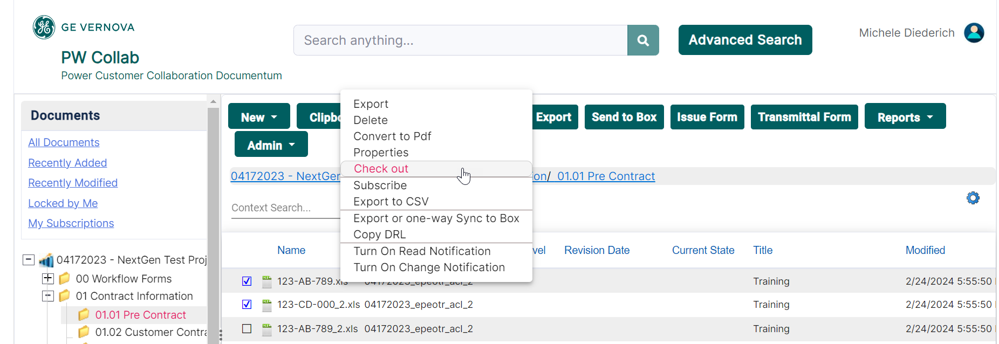 GE VERNOVA
PW Collab
Power Customer Collaboration Documentum
Search anything...
Advanced Search
Michele Diederich
Documents
All Documents
Recently Added
Recently Modified
Locked by Me
My Subscriptions
04172023 - NextGen Test Proj
00 Workflow Forms
01 Contract Information
01.01 Pre Contract
01.02 Customer Contra
New
Clipbo
Export
Send to Box
Issue Form
Transmittal Form
Reports
Admin
04172023 - NextGen
on/ 01.01 Pre Contract
Context Search...
Export
Delete
Convert to Pdf
Properties
Check out
Subscribe
Export to CSV
Export or one-way Sync to Box
Copy DRL
Turn On Read Notification
Turn On Change Notification
Name vel Revision Date Current State Title Modified
123-AB-789.xls 04172023_epeotr_acl_2 Training 2/24/2024 5:55:50
123-CD-000_2.xls 04172023_epeotr_acl_2 Training 2/24/2024 5:55:50
123-AB-789_2.xls 04172023_epeotr_acl_2 Training 2/24/2024 5:55:50